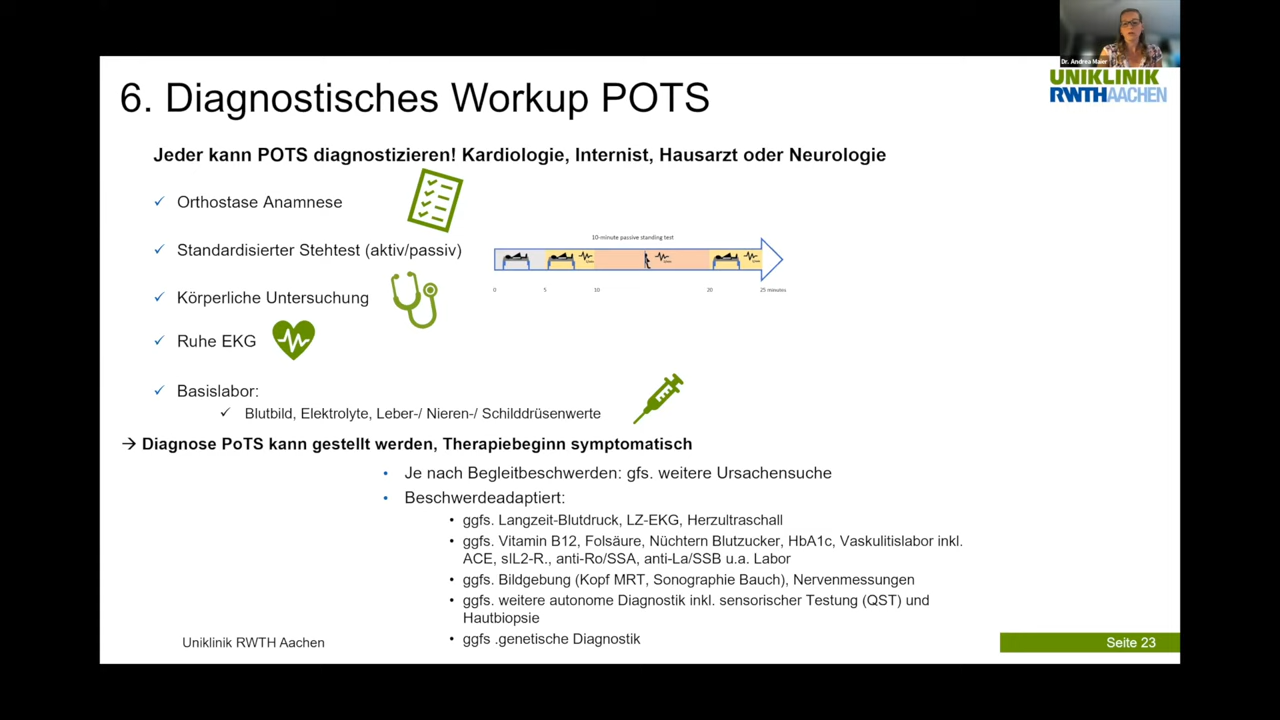 Dr. Andrea Maier
UNIKLINIK
RWTHAACHEN
6. Diagnostisches Workup POTS
Jeder kann POTS diagnostizieren! Kardiologie, Internist, Hausarzt oder Neurologie
Orthostase Anamnese
Standardisierter Stehtest (aktiv/passiv)
10-minute passive standing test
0 5 10 20 25 minutes
Körperliche Untersuchung
Ruhe EKG
Basislabor:
Blutbild, Elektrolyte, Leber-/ Nieren-/ Schilddrüsenwerte
→ Diagnose PoTS kann gestellt werden, Therapiebeginn symptomatisch
• Je nach Begleitbeschwerden: gfs. weitere Ursachensuche
• Beschwerdeadaptiert:
• ggfs. Langzeit-Blutdruck, LZ-EKG, Herzultraschall
• ggfs. Vitamin B12, Folsäure, Nüchtern Blutzucker, HbA1c, Vaskulitislabor inkl.
ACE, sIL2-R., anti-Ro/SSA, anti-La/SSB u.a. Labor
• ggfs. Bildgebung (Kopf MRT, Sonographie Bauch), Nervenmessungen
• ggfs. weitere autonome Diagnostik inkl. sensorischer Testung (QST) und
Hautbiopsie
• ggfs .genetische Diagnostik
Uniklinik RWTH Aachen
Seite 23